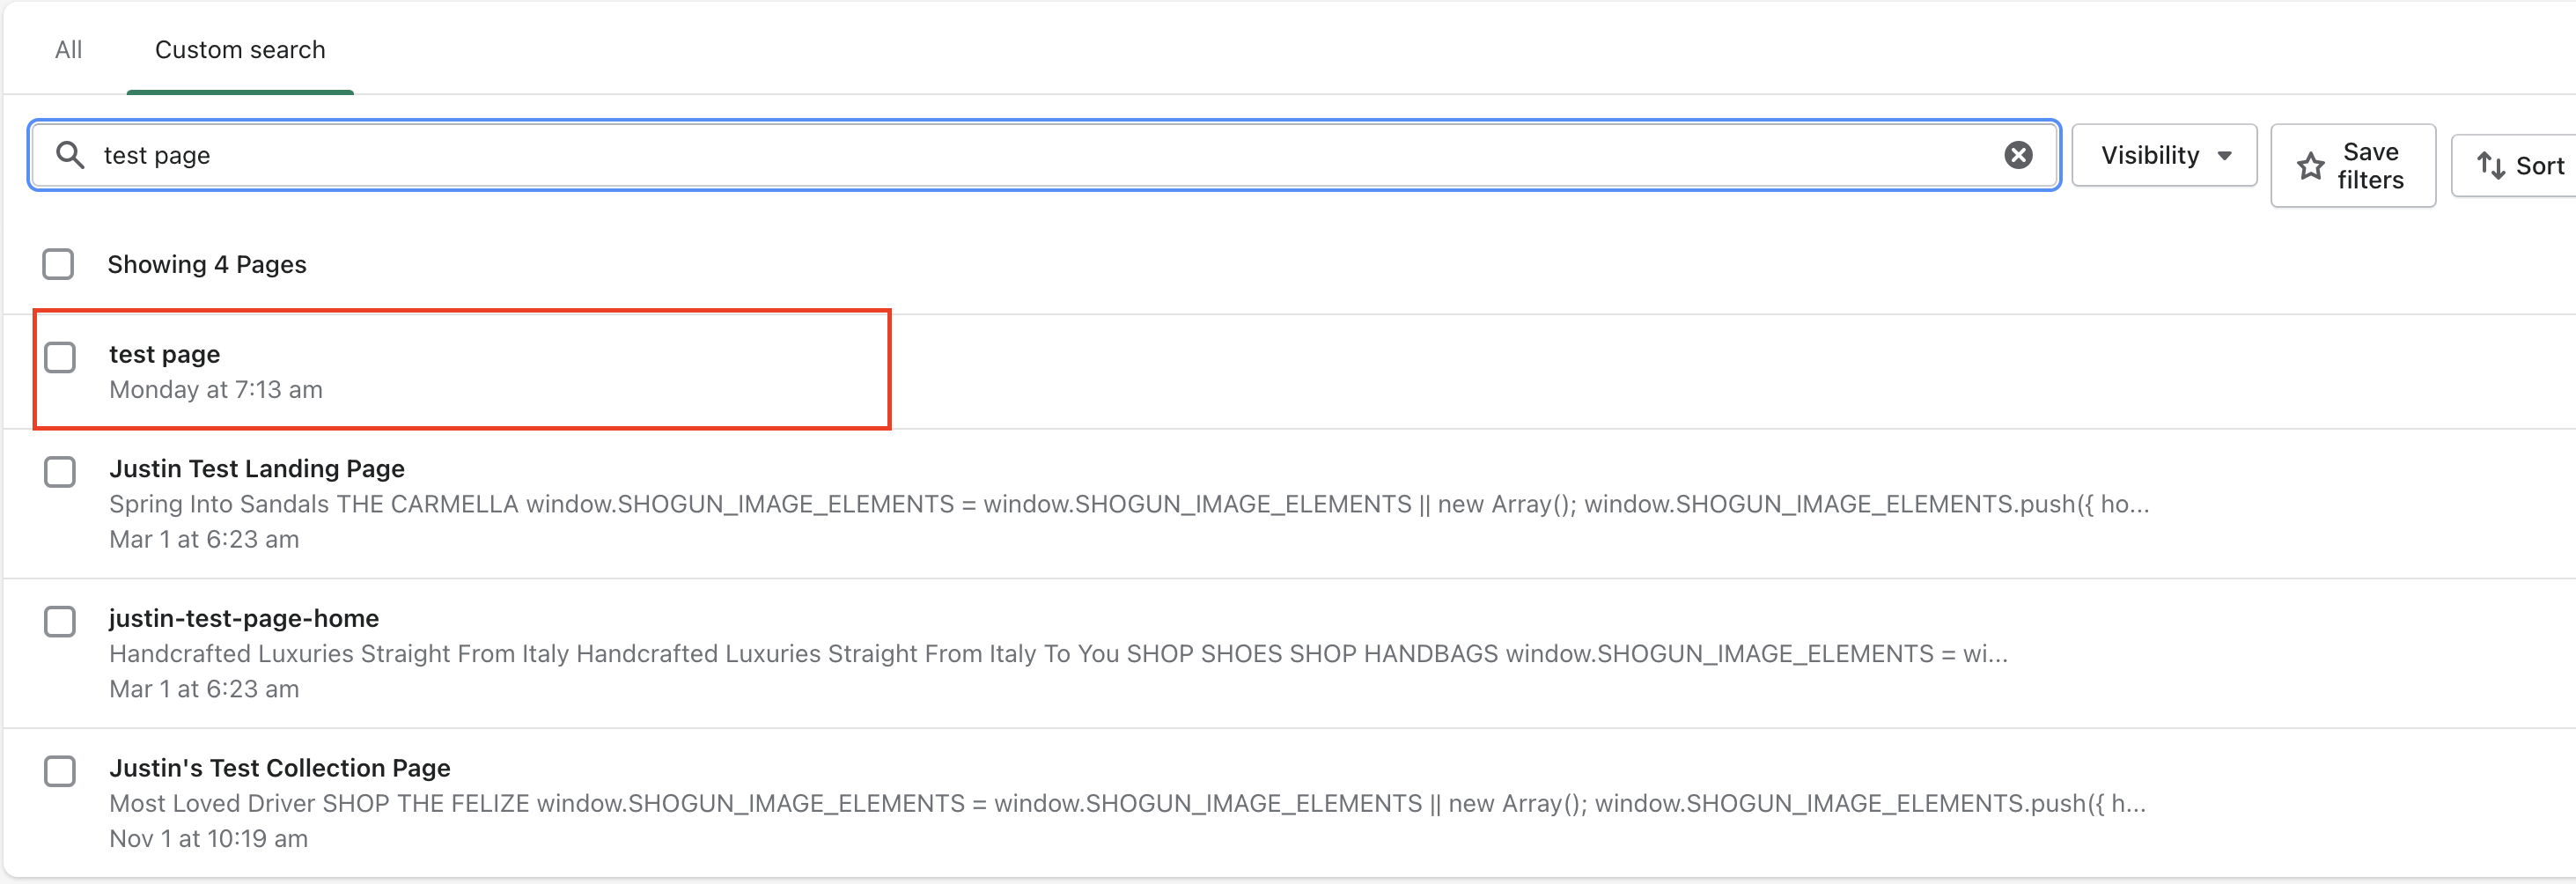 All
Custom search
test page
Visibility
Save
filters
Sort
Showing 4 Pages
test page
Monday at 7:13 am
Justin Test Landing Page
Spring Into Sandals THE CARMELLA window.SHOGUN_IMAGE_ELEMENTS = window.SHOGUN_IMAGE_ELEMENTS || new Array(); window.SHOGUN_IMAGE_ELEMENTS.push({ ho...
Mar 1 at 6:23 am
justin-test-page-home
Handcrafted Luxuries Straight From Italy Handcrafted Luxuries Straight From Italy To You SHOP SHOES SHOP HANDBAGS window.SHOGUN_IMAGE_ELEMENTS = wi...
Mar 1 at 6:23 am
Justin's Test Collection Page
Most Loved Driver SHOP THE FELIZE window.SHOGUN_IMAGE_ELEMENTS = window.SHOGUN_IMAGE_ELEMENTS || new Array(); window.SHOGUN_IMAGE_ELEMENTS.push({ h...
Nov 1 at 10:19 am